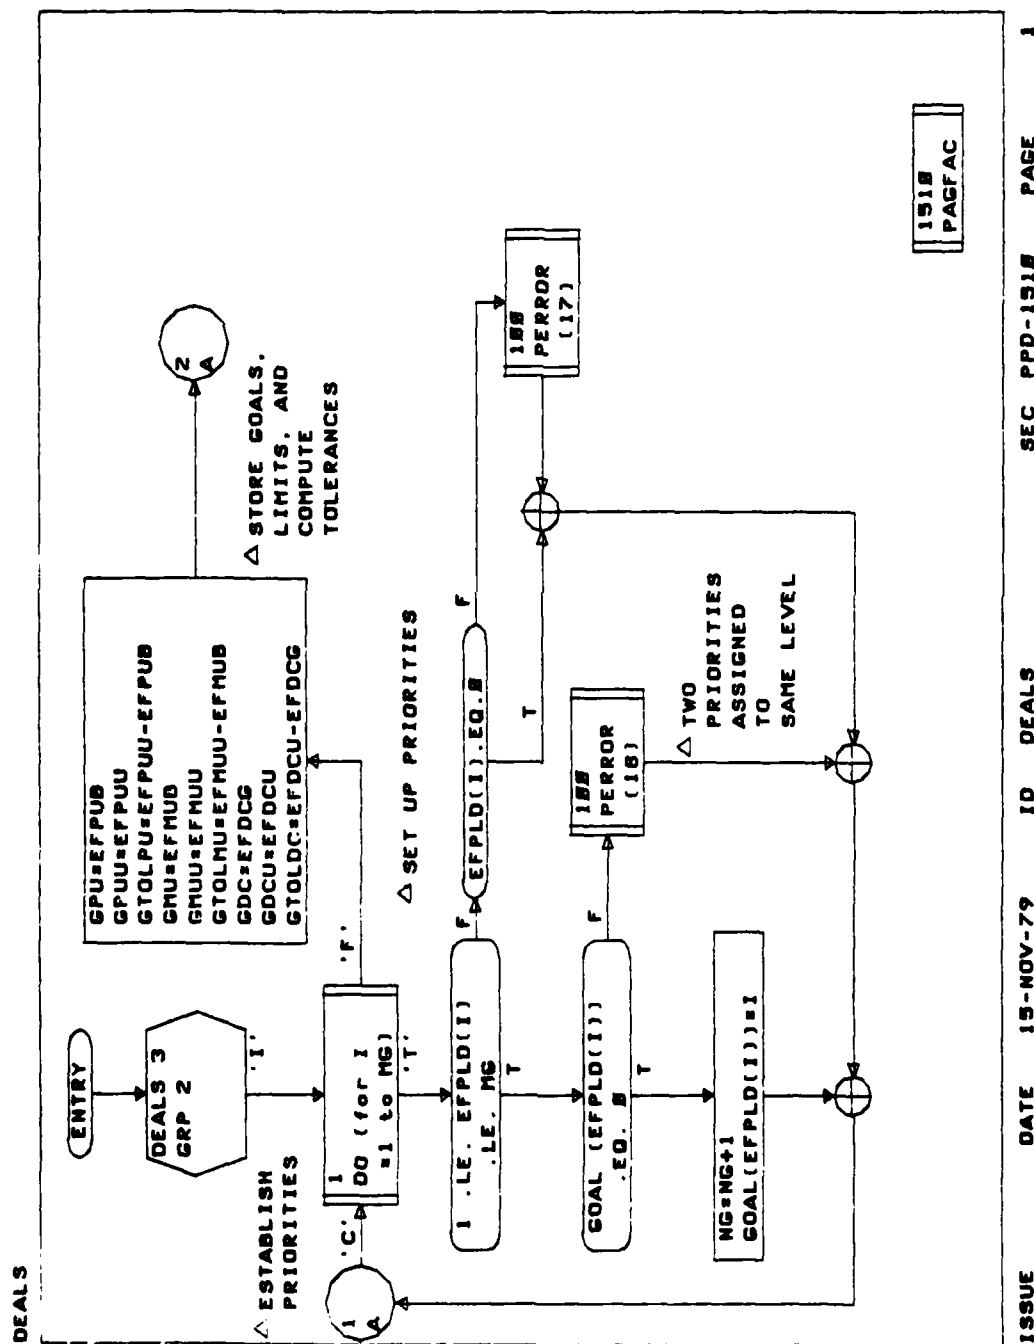 DEALS
ENTRY
DEALS 3
GRP 2
'I'
△ ESTABLISH
PRIORITIES
1
A
'C'
1
DO (for I
=1 to MG)
'F'
'T'
GPU=EFPUB
GPUU=EFPUU
GTOLPU=EFPUU-EFPUB
GMU=EFMUB
GMUU=EFMUU
GTOLMU=EFMUU-EFMUB
GDC=EFDCG
GDCU=EFDCU
GTOLDC=EFDCU-EFDCG
2
A
△ STORE GOALS,
LIMITS, AND
COMPUTE
TOLERANCES
△ SET UP PRIORITIES
1 .LE. EFPLD(I)
.LE. MG
F
EFPLD(I).EQ.0
F
100
PERROR
(17)
T
T
GOAL (EFPLD(I))
.EQ. 0
F
100
PERROR
(16)
△ TWO
PRIORITIES
ASSIGNED
TO
SAME LEVEL
T
NG=NG+1
GOAL(EFPLD(I))=I
1510
PAGFAC
ISSUE DATE 15-NOV-79 ID DEALS SEC PPD-1510 PAGE 1